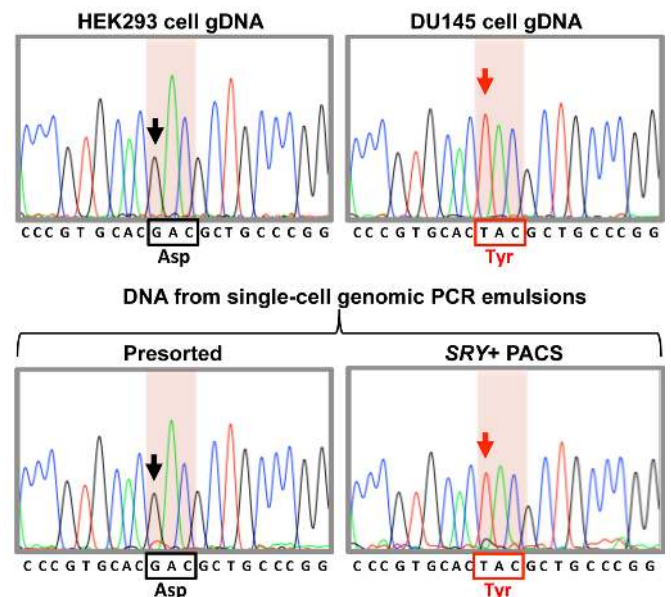 HEK293 cell gDNA
DU145 cell gDNA
C C C G T G C A C G A C G C T G C C C G G
Asp
C C C G T G C A C T A C G C T G C C C G G
Tyr
DNA from single-cell genomic PCR emulsions
Presorted
SRY+ PACS
C C C G T G C A C G A C G C T G C C C G G
Asp
C C C G T G C A C T A C G C T G C C C G G
Tyr